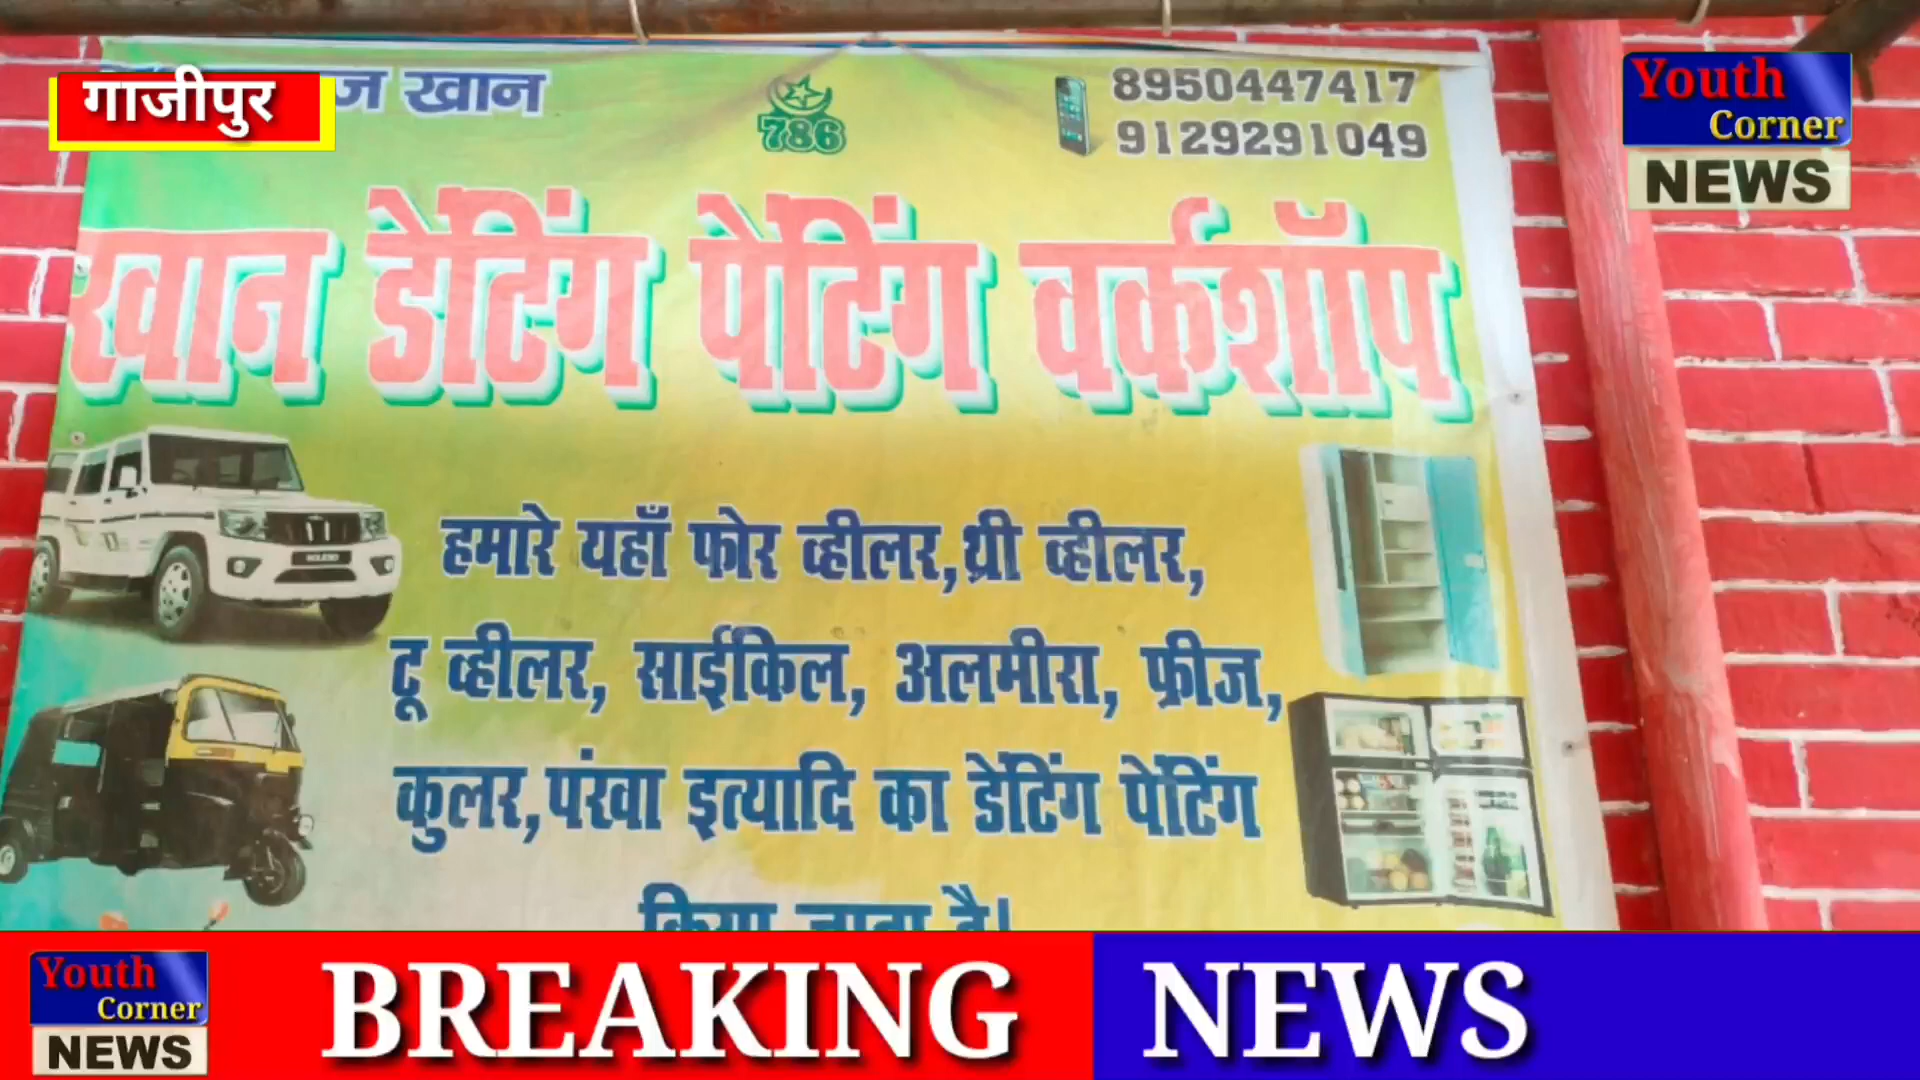 गाजीपुर
ज खान
786
8950447417
9129291049
Youth
Corner
NEWS
खान डेटिंग पेटिंग वर्कशॉप
हमारे यहाँ फोर व्हीलर,थ्री व्हीलर,
टू व्हीलर, साईकिल, अलमीरा, फ्रीज,
कुलर,पंखा इत्यादि का डेंटिंग पेंटिंग
किया जाता है।
Youth
Corner
NEWS
BREAKING NEWS